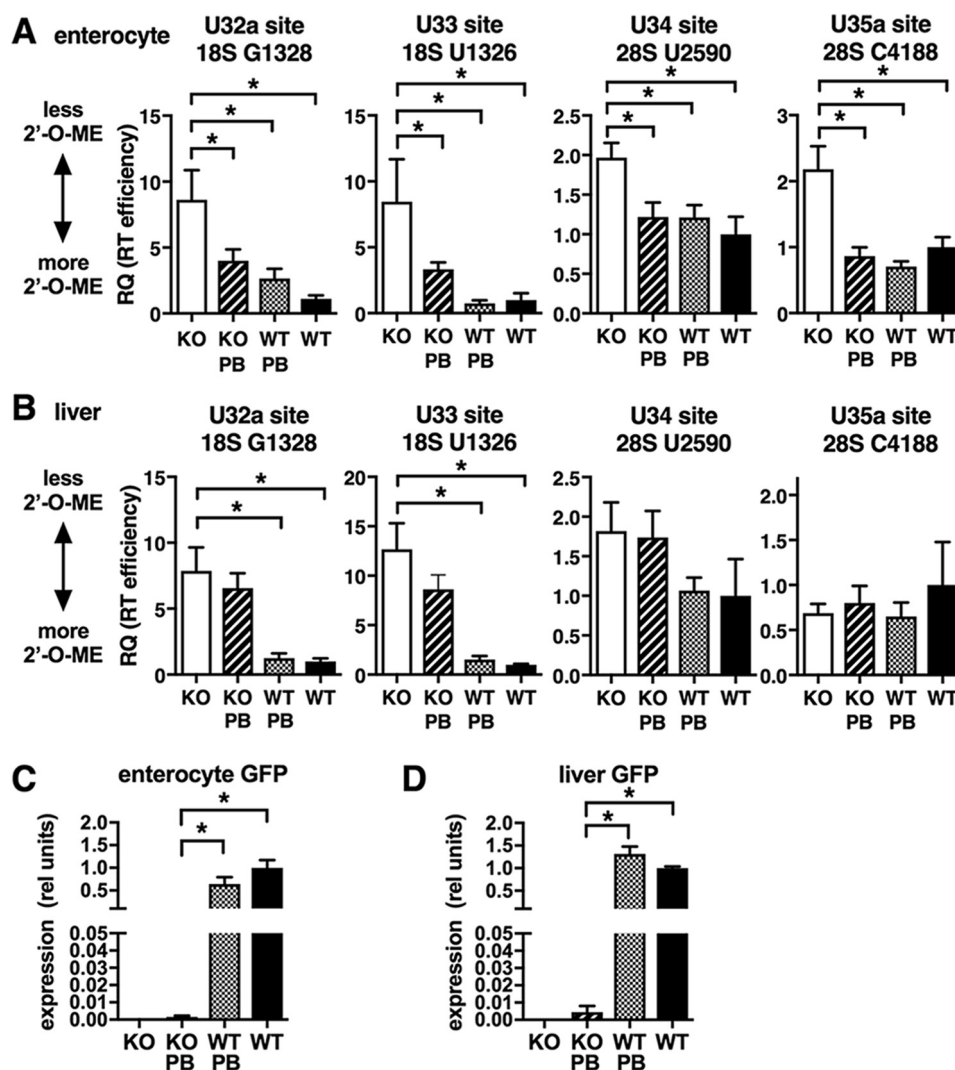 A enterocyte
U32a site
18S G1328
U33 site
18S U1326
U34 site
28S U2590
U35a site
28S C4188
less
2'-O-ME
more
2'-O-ME
RQ (RT efficiency)
15
10
5
0
KO KO PB WT PB WT
*
*
*
15
10
5
0
KO KO PB WT PB WT
*
*
*
2.5
2.0
1.5
1.0
0.5
0.0
KO KO PB WT PB WT
*
*
*
3
2
1
0
KO KO PB WT PB WT
*
*
*
B liver
U32a site
18S G1328
U33 site
18S U1326
U34 site
28S U2590
U35a site
28S C4188
less
2'-O-ME
more
2'-O-ME
RQ (RT efficiency)
15
10
5
0
KO KO PB WT PB WT
*
*
20
15
10
5
0
KO KO PB WT PB WT
*
*
2.5
2.0
1.5
1.0
0.5
0.0
KO KO PB WT PB WT
2.0
1.5
1.0
0.5
0.0
KO KO PB WT PB WT
C enterocyte GFP
expression (rel units)
2.0
1.5
1.0
0.5
0.05
0.04
0.03
0.02
0.01
0.00
KO KO PB WT PB WT
*
*
D liver GFP
expression (rel units)
2.0
1.5
1.0
0.5
0.05
0.04
0.03
0.02
0.01
0.00
KO KO PB WT PB WT
*
*